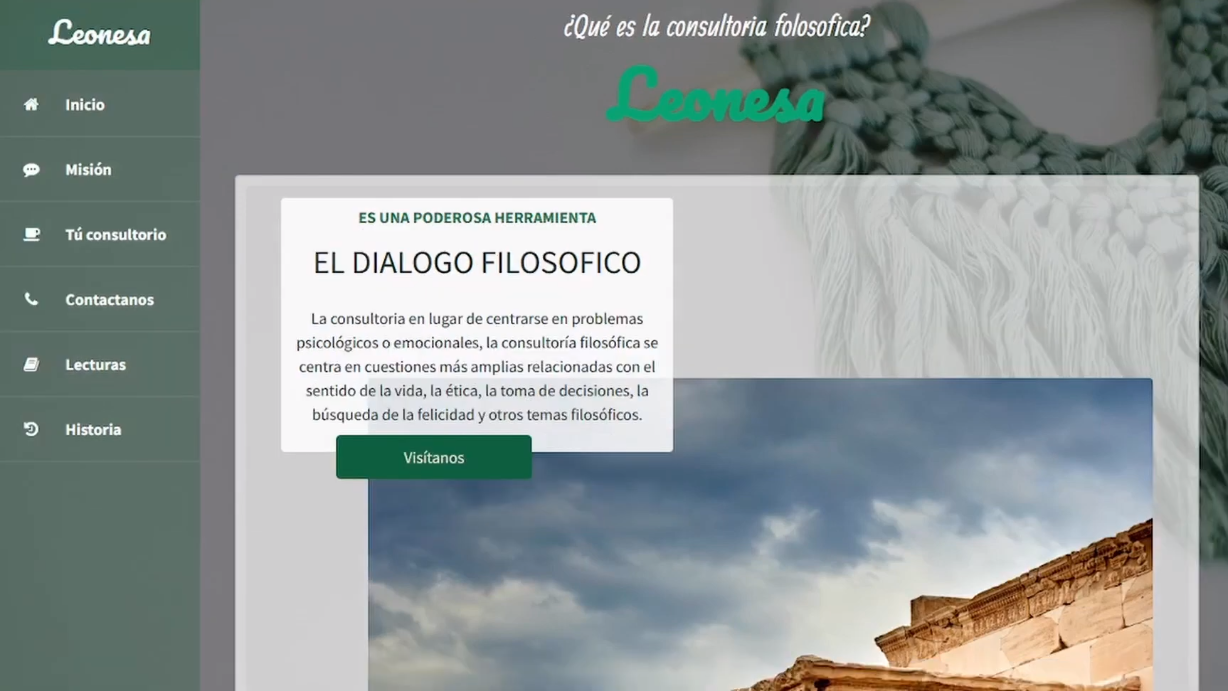 Leonesa
Inicio
Misión
Tú consultorio
Contactanos
Lecturas
Historia
¿Qué es la consultoria folosofica?
Leonesa
ES UNA PODEROSA HERRAMIENTA
EL DIALOGO FILOSOFICO
La consultoria en lugar de centrarse en problemas
psicológicos o emocionales, la consultoría filosófica se
centra en cuestiones más amplias relacionadas con el
sentido de la vida, la ética, la toma de decisiones, la
búsqueda de la felicidad y otros temas filosóficos.
Visítanos